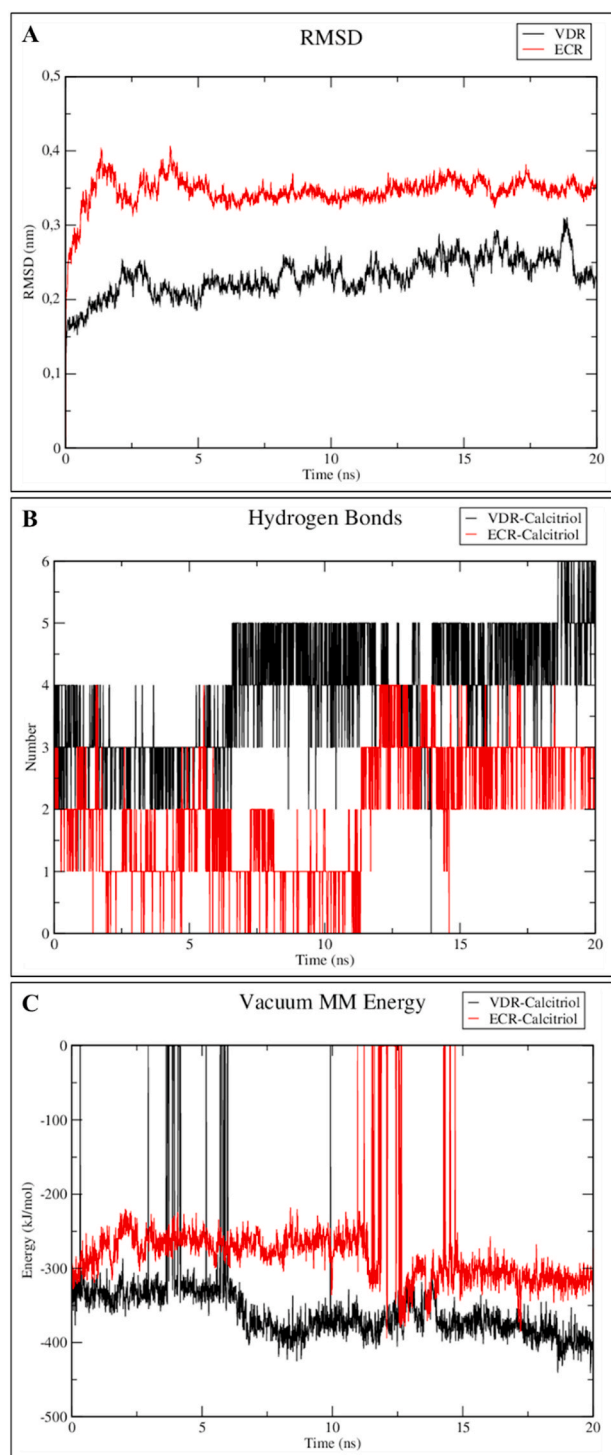 A
RMSD
VDR
ECR
0,5
0,4
0,3
0,2
0,1
0
RMSD (nm)
0
5
10
15
20
Time (ns)
B
Hydrogen Bonds
VDR-Calcitriol
ECR-Calcitriol
6
5
4
3
2
1
0
Number
0
5
10
15
20
Time (ns)
C
Vacuum MM Energy
VDR-Calcitriol
ECR-Calcitriol
0
-100
-200
-300
-400
-500
Energy (kJ/mol)
0
5
10
15
20
Time (ns)